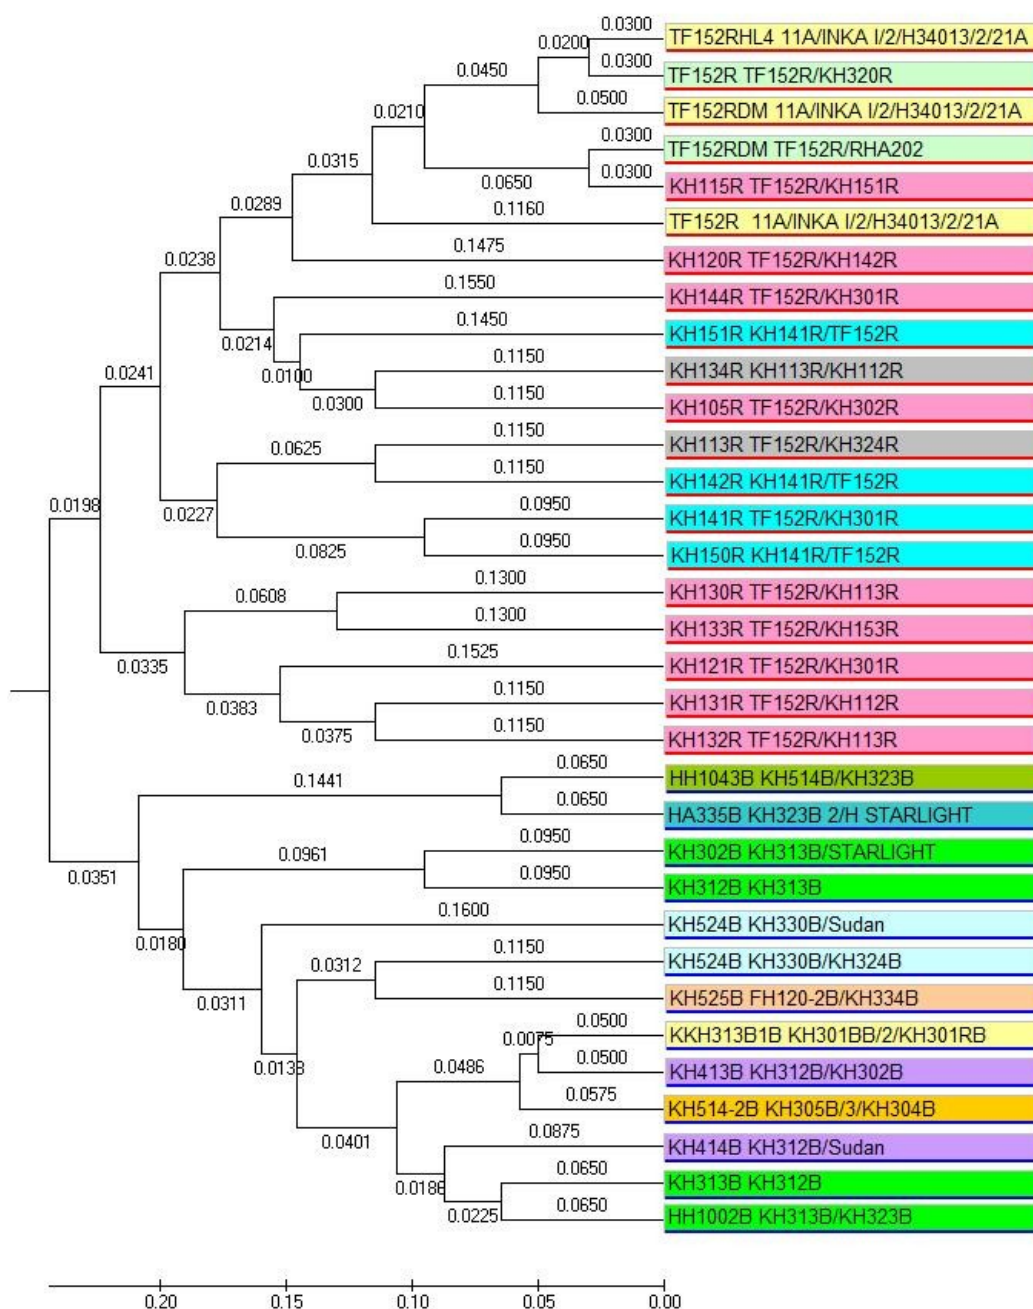 0.0300
TF152RHL4 11A/INKA I/2/H34013/2/21A
0.0200
0.0300
TF152R TF152R/KH320R
0.0450
0.0500
TF152RDM 11A/INKA I/2/H34013/2/21A
0.0210
0.0300
TF152RDM TF152R/RHA202
0.0315
0.0300
KH115R TF152R/KH151R
0.0650
0.0289
0.1160
TF152R 11A/INKA I/2/H34013/2/21A
0.0238
0.1475
KH120R TF152R/KH142R
0.1550
KH144R TF152R/KH301R
0.0214
0.1450
KH151R KH141R/TF152R
0.0241
0.0100
0.1150
KH134R KH113R/KH112R
0.0300
0.1150
KH105R TF152R/KH302R
0.0625
0.1150
KH113R TF152R/KH324R
0.1150
KH142R KH141R/TF152R
0.0198
0.0227
0.0950
KH141R TF152R/KH301R
0.0825
0.0950
KH150R KH141R/TF152R
0.0608
0.1300
KH130R TF152R/KH113R
0.1300
KH133R TF152R/KH153R
0.0335
0.1525
KH121R TF152R/KH301R
0.0383
0.1150
KH131R TF152R/KH112R
0.0375
0.1150
KH132R TF152R/KH113R
0.1441
0.0650
HH1043B KH514B/KH323B
0.0650
HA335B KH323B 2/H STARLIGHT
0.0351
0.0961
0.0950
KH302B KH313B/STARLIGHT
0.0950
KH312B KH313B
0.0180
0.1600
KH524B KH330B/Sudan
0.0311
0.0312
0.1150
KH524B KH330B/KH324B
0.1150
KH525B FH120-2B/KH334B
0.0138
0.0075
0.0500
KKH313B1B KH301BB/2/KH301RB
0.0486
0.0500
KH413B KH312B/KH302B
0.0575
KH514-2B KH305B/3/KH304B
0.0401
0.0875
KH414B KH312B/Sudan
0.0186
0.0650
KH313B KH312B
0.0225
0.0650
HH1002B KH313B/KH323B
0.20 0.15 0.10 0.05 0.00